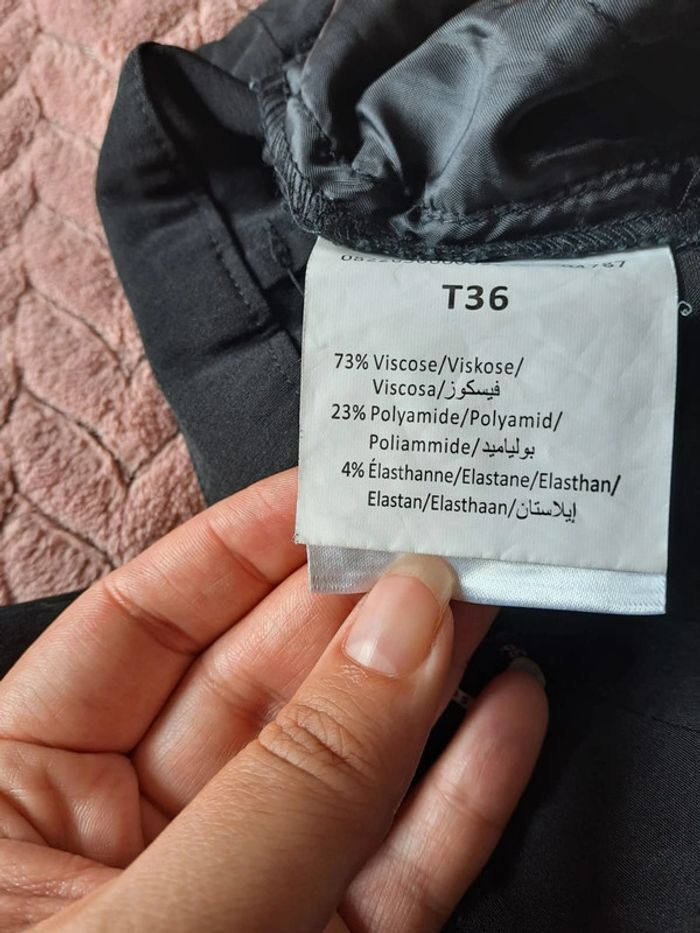 T36
73% Viscose/Viskose/
Viscosa/فيسكوز
23% Polyamide/Polyamid/
Poliammide/بولياميد
4% Élasthanne/Elastane/Elasthan/
Elastan/Elasthaan/إيلاستان